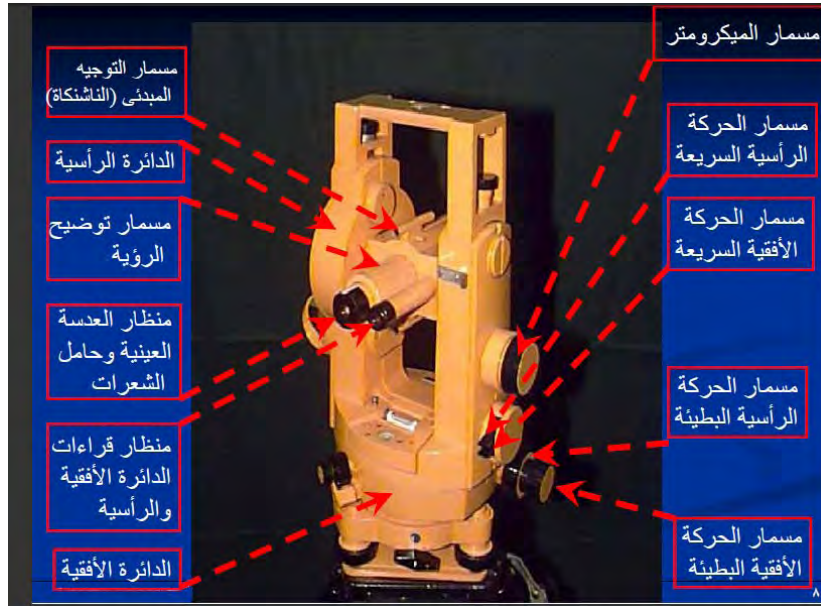 مسمار الميكرومتر
مسمار الحركة
الرأسية السريعة
مسمار الحركة
الأفقية السريعة
مسمار الحركة
الرأسية البطيئة
مسمار الحركة
الأفقية البطيئة
مسمار التوجيه
المبدئى (الناشنكاة)
الدائرة الرأسية
مسمار توضيح
الرؤية
منظار العدسة
العينية وحامل
الشعرات
منظار قراءات
الدائرة الأفقية
والرأسية
الدائرة الأفقية
٨